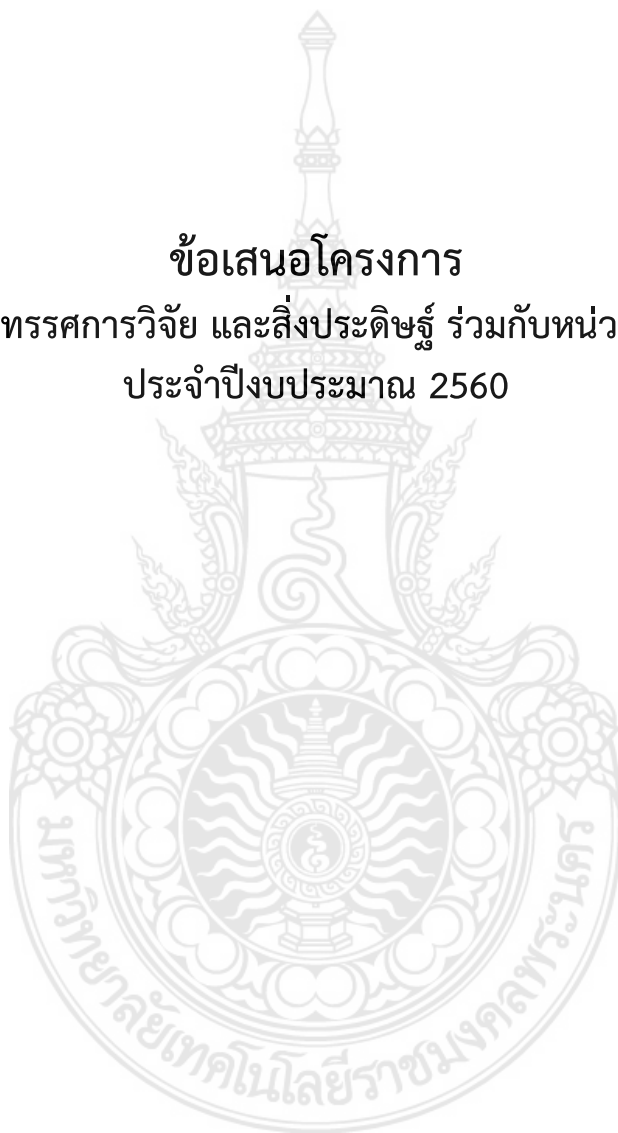 ข้อเสนอโครงการ
ทรรศการวิจัย และสิ่งประดิษฐ์ ร่วมกับหน่ว
ประจำปีงบประมาณ 2560
มหาวิทยาลัยเทคโนโลยีราชมงคลพระนคร